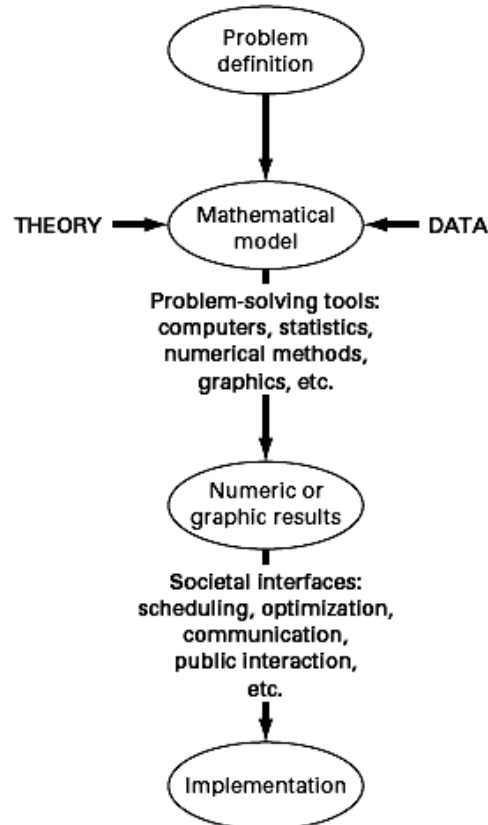 Problem
definition
THEORY
Mathematical
model
DATA
Problem-solving tools:
computers, statistics,
numerical methods,
graphics, etc.
Numeric or
graphic results
Societal interfaces:
scheduling, optimization,
communication,
public interaction,
etc.
Implementation